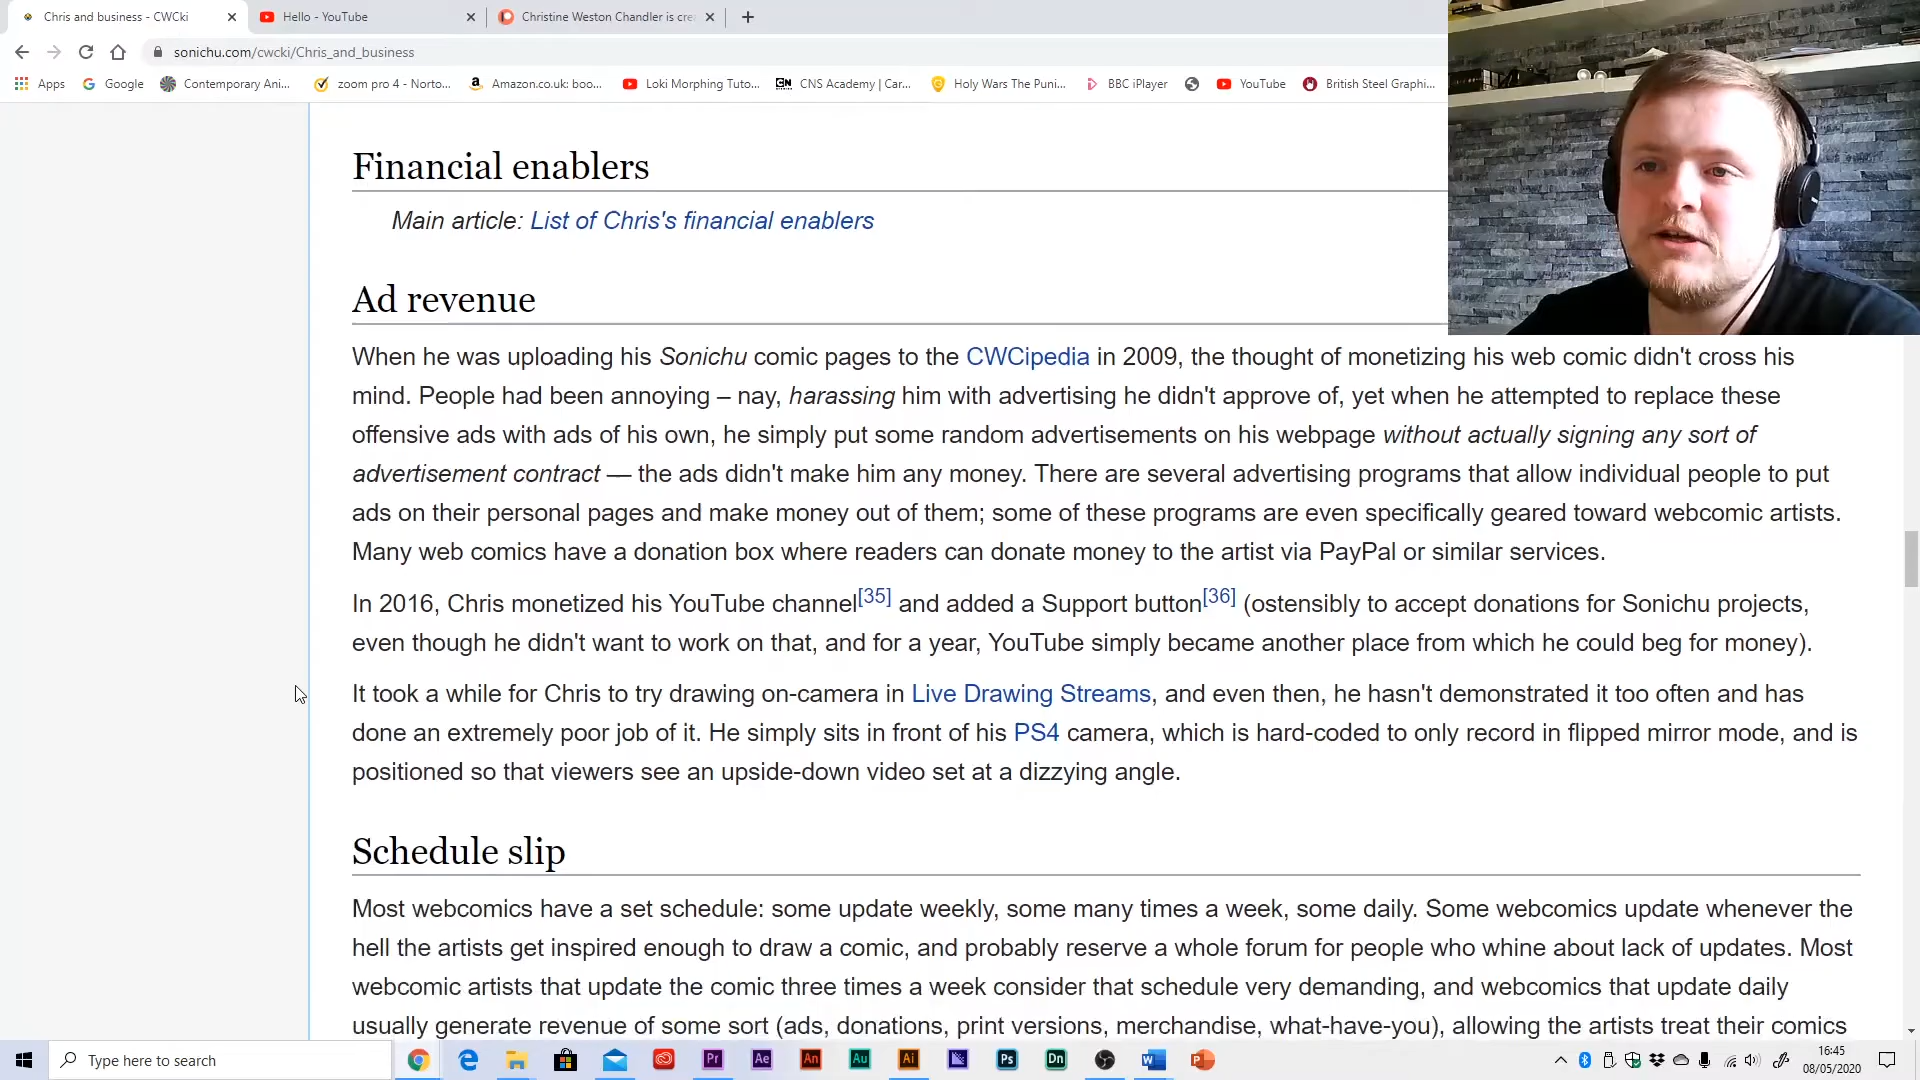 Chris and business - CWCki
Hello - YouTube
Christine Weston Chandler is cre
sonichu.com/cwcki/Chris_and_business
Apps
Google
Contemporary Ani...
zoom pro 4 - Norto...
Amazon.co.uk: boo...
Loki Morphing Tuto...
CNS Academy | Car...
Holy Wars The Puni...
BBC iPlayer
YouTube
British Steel Graphi...
Financial enablers
Main article: List of Chris's financial enablers
Ad revenue
When he was uploading his Sonichu comic pages to the CWCipedia in 2009, the thought of monetizing his web comic didn't cross his
mind. People had been annoying – nay, harassing him with advertising he didn't approve of, yet when he attempted to replace these
offensive ads with ads of his own, he simply put some random advertisements on his webpage without actually signing any sort of
advertisement contract — the ads didn't make him any money. There are several advertising programs that allow individual people to put
ads on their personal pages and make money out of them; some of these programs are even specifically geared toward webcomic artists.
Many web comics have a donation box where readers can donate money to the artist via PayPal or similar services.
In 2016, Chris monetized his YouTube channel[35] and added a Support button[36] (ostensibly to accept donations for Sonichu projects,
even though he didn't want to work on that, and for a year, YouTube simply became another place from which he could beg for money).
It took a while for Chris to try drawing on-camera in Live Drawing Streams, and even then, he hasn't demonstrated it too often and has
done an extremely poor job of it. He simply sits in front of his PS4 camera, which is hard-coded to only record in flipped mirror mode, and is
positioned so that viewers see an upside-down video set at a dizzying angle.
Schedule slip
Most webcomics have a set schedule: some update weekly, some many times a week, some daily. Some webcomics update whenever the
hell the artists get inspired enough to draw a comic, and probably reserve a whole forum for people who whine about lack of updates. Most
webcomic artists that update the comic three times a week consider that schedule very demanding, and webcomics that update daily
usually generate revenue of some sort (ads, donations, print versions, merchandise, what-have-you), allowing the artists treat their comics
Type here to search
Pr
Ae
An
Au
Ai
Ps
Dn
16:45
08/05/2020